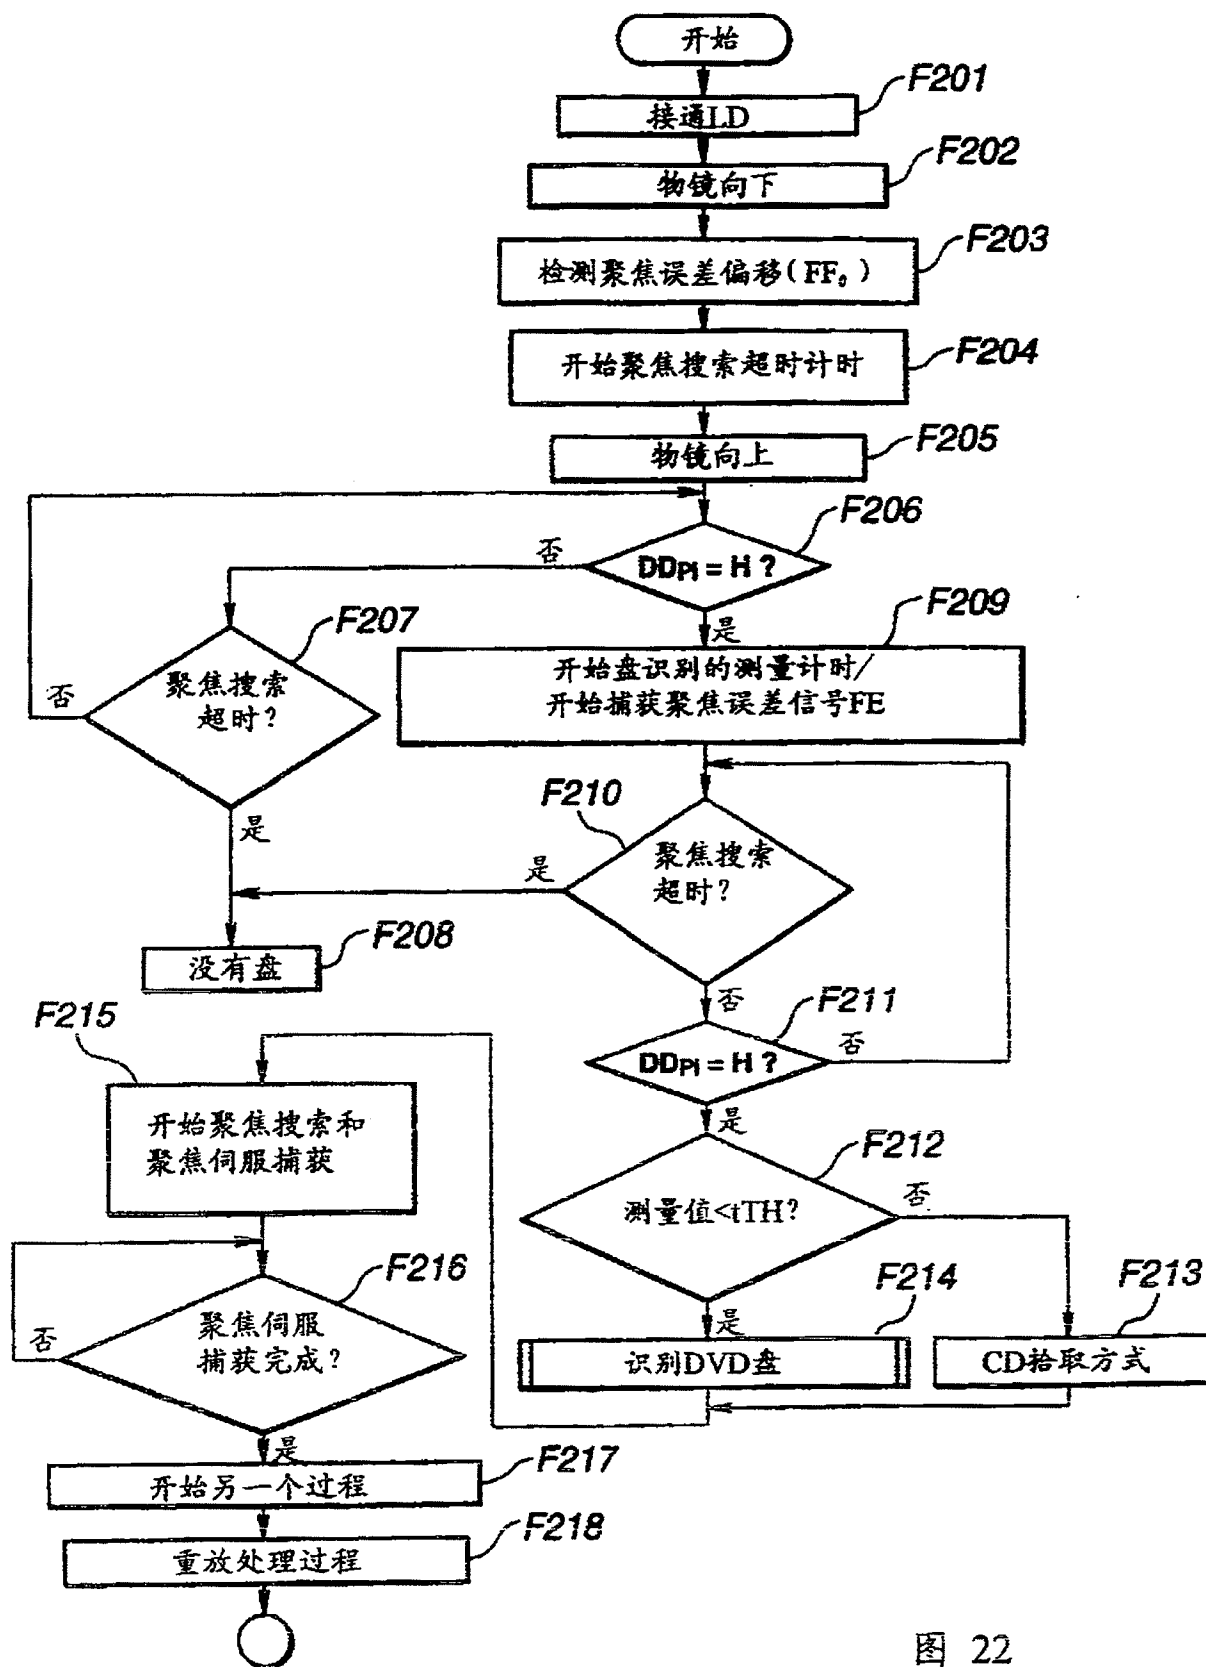 开始
F201
接通LD
F202
物镜向下
F203
检测聚焦误差偏移(FF₀)
F204
开始聚焦搜索超时计时
F205
物镜向上
F206
DDPI = H ?
否
是
F207
聚焦搜索
超时?
否
是
F209
开始盘识别的测量计时/
开始捕获聚焦误差信号FE
F210
聚焦搜索
超时?
是
否
F208
没有盘
F211
DDPI = H ?
否
是
F212
测量值<tTH?
否
是
F213
CD拾取方式
F214
识别DVD盘
F215
开始聚焦搜索和
聚焦伺服捕获
F216
聚焦伺服
捕获完成?
否
是
F217
开始另一个过程
F218
重放处理过程
图 22